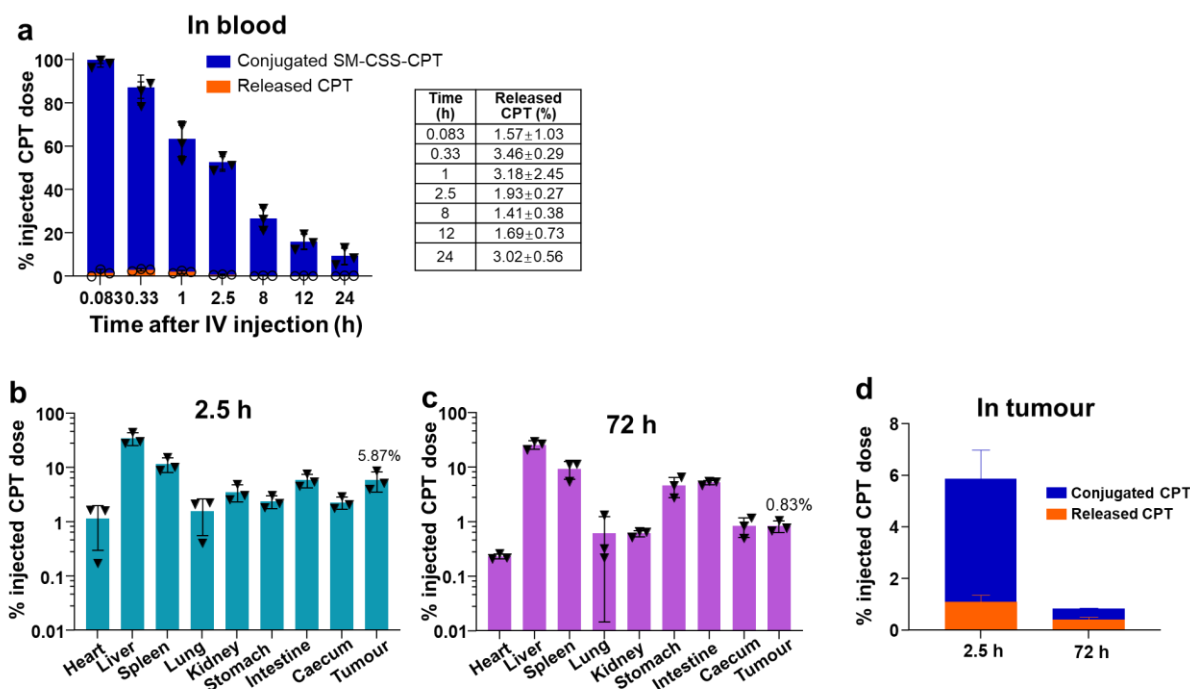 a
In blood
Conjugated SM-CSS-CPT
Released CPT
% injected CPT dose
100
80
60
40
20
0
0.083 0.33 1 2.5 8 12 24
Time after IV injection (h)
Time (h) Released CPT (%)
0.083 1.57±1.03
0.33 3.46±0.29
1 3.18±2.45
2.5 1.93±0.27
8 1.41±0.38
12 1.69±0.73
24 3.02±0.56
b
2.5 h
% injected CPT dose
100
10
1
0.1
0.01
5.87%
Heart Liver Spleen Lung Kidney Stomach Intestine Caecum Tumour
c
72 h
% injected CPT dose
100
10
1
0.1
0.01
0.83%
Heart Liver Spleen Lung Kidney Stomach Intestine Caecum Tumour
d
In tumour
% injected CPT dose
8
6
4
2
0
Conjugated CPT
Released CPT
2.5 h 72 h